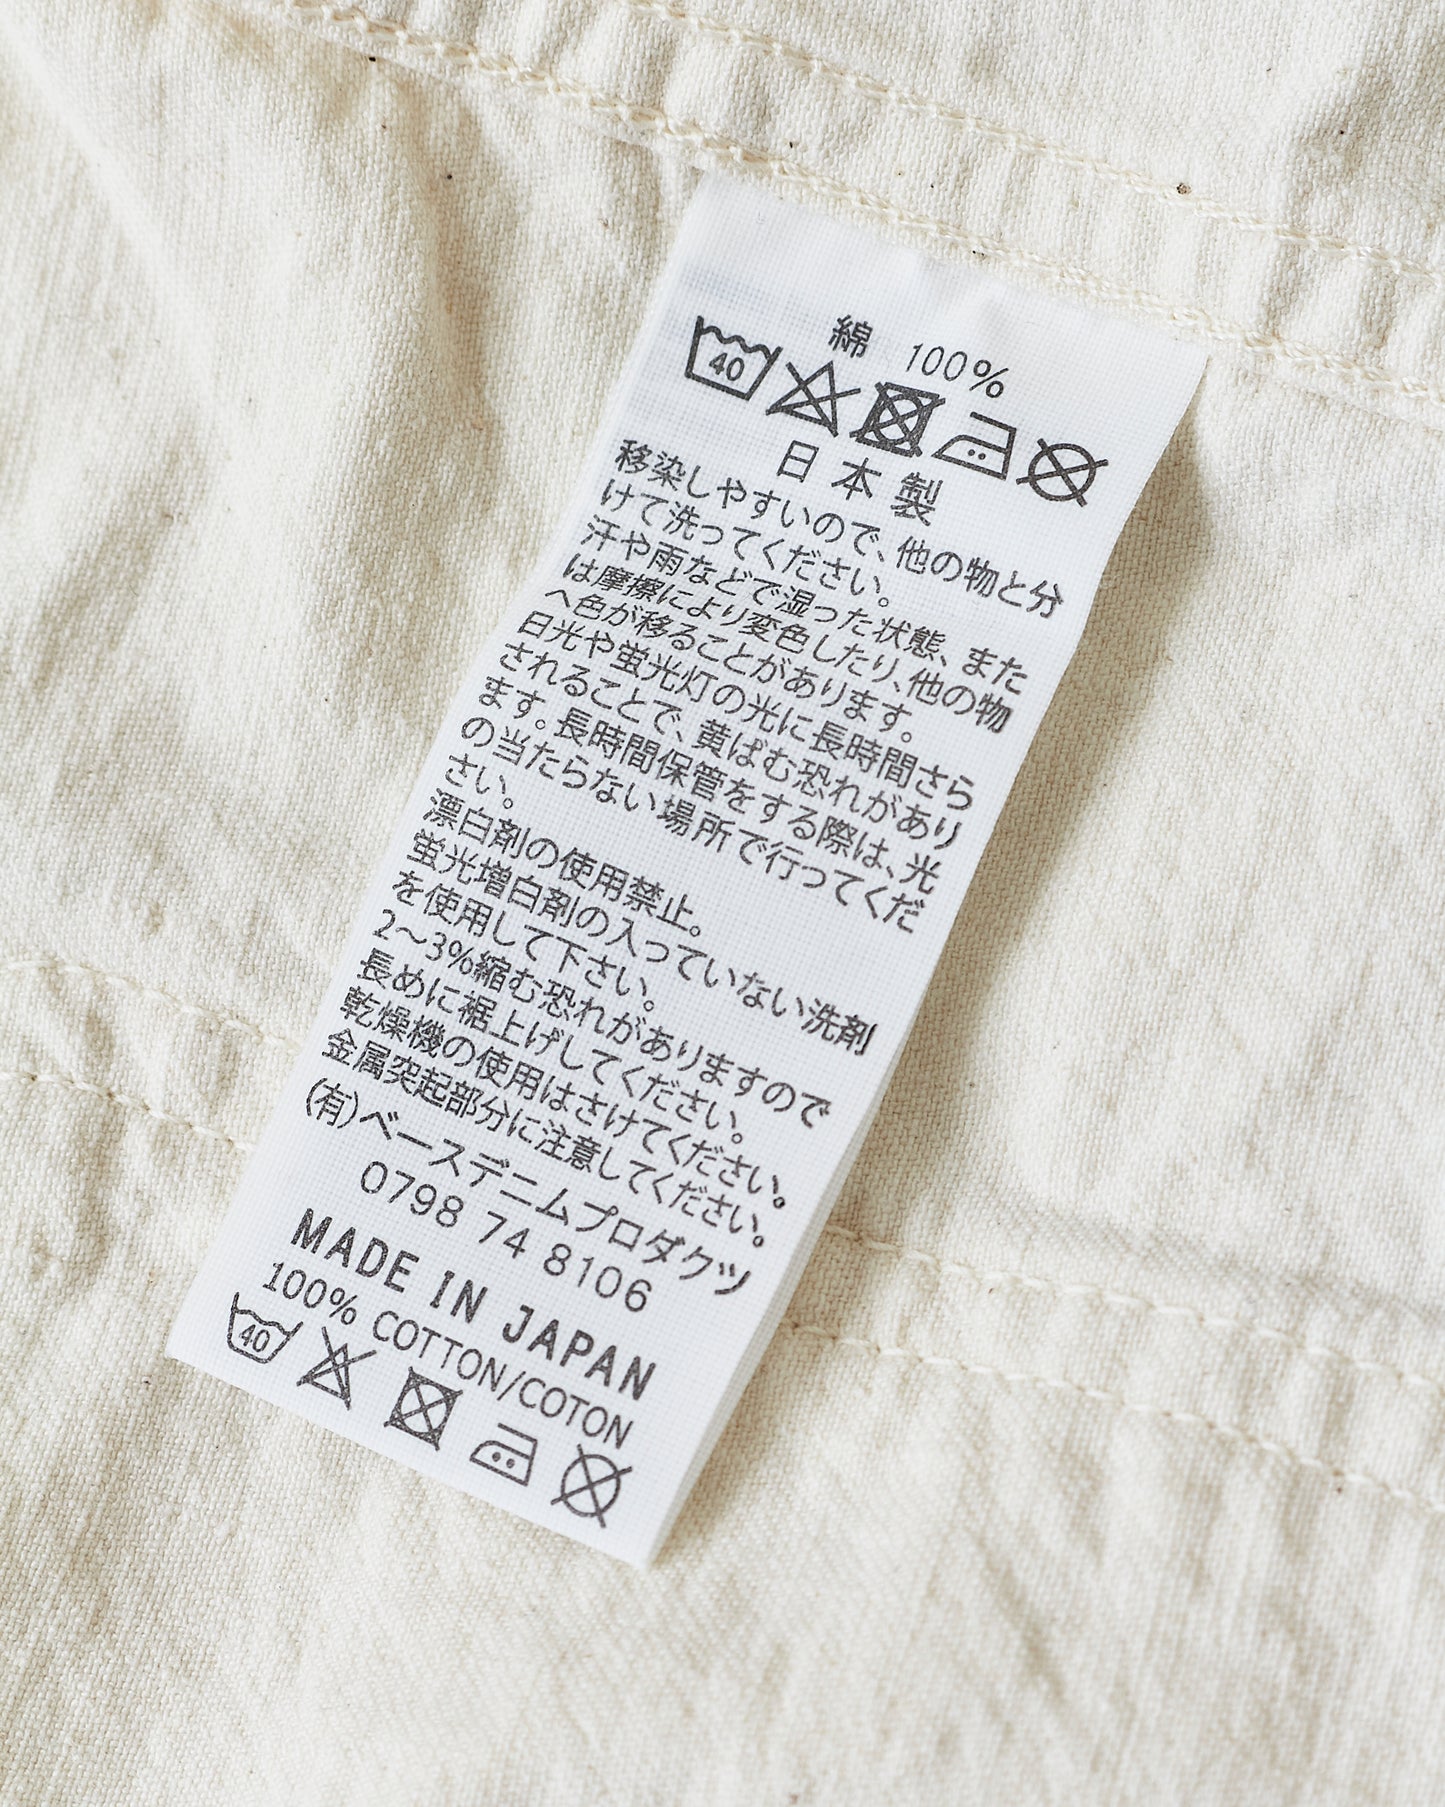 綿 100%
40
日本製
移染しやすいので、他の物と分
けて洗ってください。
汗や雨などで湿った状態、また
は摩擦により変色したり、他の物
へ色が移ることがあります。
日光や蛍光灯の光に長時間さら
されることで、黄ばむ恐れがあり
ます。長時間保管をする際は、光
の当たらない場所で行ってくだ
さい。
漂白剤の使用禁止。
蛍光増白剤の入っていない洗剤
を使用して下さい。
2〜3%縮む恐れがありますので
長めに裾上げしてください。
乾燥機の使用はさけてください。
金属突起部分に注意してください。
(有)ベースデニムプロダクツ
0798 74 8106
MADE IN JAPAN
100% COTTON/COTON
40